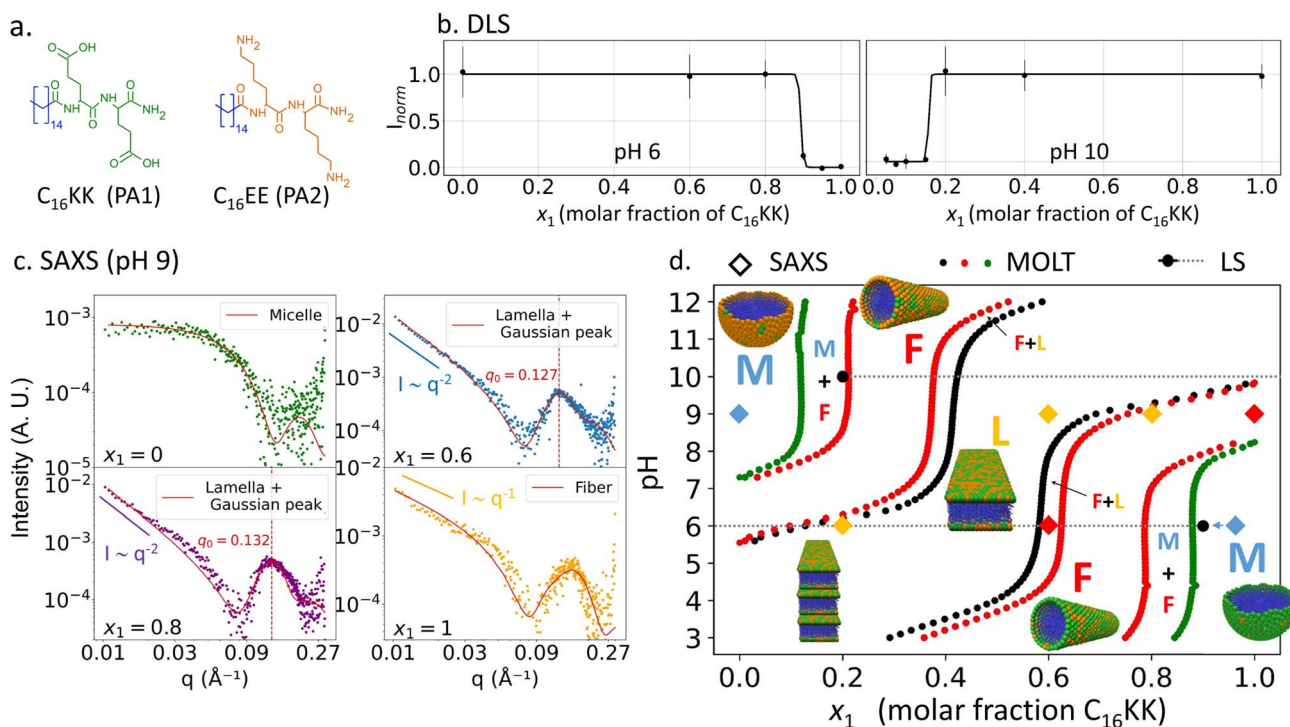 a.
OH
O
O
O
N
H
H
N
NH₂
14
O
O
OH
C₁₆KK (PA1)
NH₂
O
O
N
H
H
N
NH₂
14
O
NH₂
C₁₆EE (PA2)
b. DLS
I_norm
1.0
0.5
0.0
pH 6
pH 10
0.0 0.2 0.4 0.6 0.8 1.0
0.0 0.2 0.4 0.6 0.8 1.0
x₁ (molar fraction of C₁₆KK)
x₁ (molar fraction of C₁₆KK)
c. SAXS (pH 9)
Intensity (A. U.)
10⁻³
10⁻⁴
10⁻⁵
Micelle
x₁ = 0
10⁻²
10⁻³
10⁻⁴
Lamella +
Gaussian peak
I ~ q⁻²
q₀ = 0.127
x₁ = 0.6
10⁻³
10⁻⁴
Lamella +
Gaussian peak
I ~ q⁻²
q₀ = 0.132
x₁ = 0.8
10⁻²
10⁻³
10⁻⁴
Fiber
I ~ q⁻¹
x₁ = 1
0.01 0.03 0.09 0.27
0.01 0.03 0.09 0.27
q (Å⁻¹)
q (Å⁻¹)
d.
SAXS
MOLT
LS
pH
12
11
10
9
8
7
6
5
4
3
M
M
+
F
F
F+L
L
F+L
F
M
+
F
M
0.0 0.2 0.4 0.6 0.8 1.0
x₁ (molar fraction C₁₆KK)